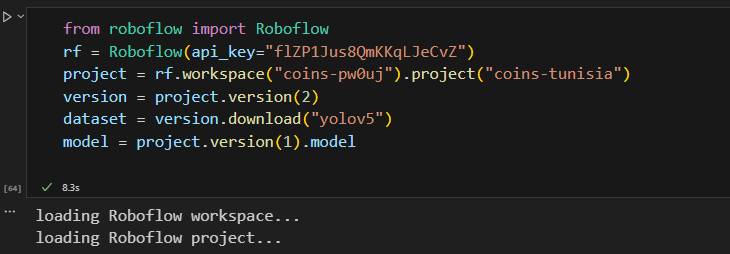 from roboflow import Roboflow
rf = Roboflow(api_key="flZP1Jus8QmKKqLJeCvZ")
project = rf.workspace("coins-pw0uj").project("coins-tunisia")
version = project.version(2)
dataset = version.download("yolov5")
model = project.version(1).model
[64]
8.3s
...
loading Roboflow workspace...
loading Roboflow project...